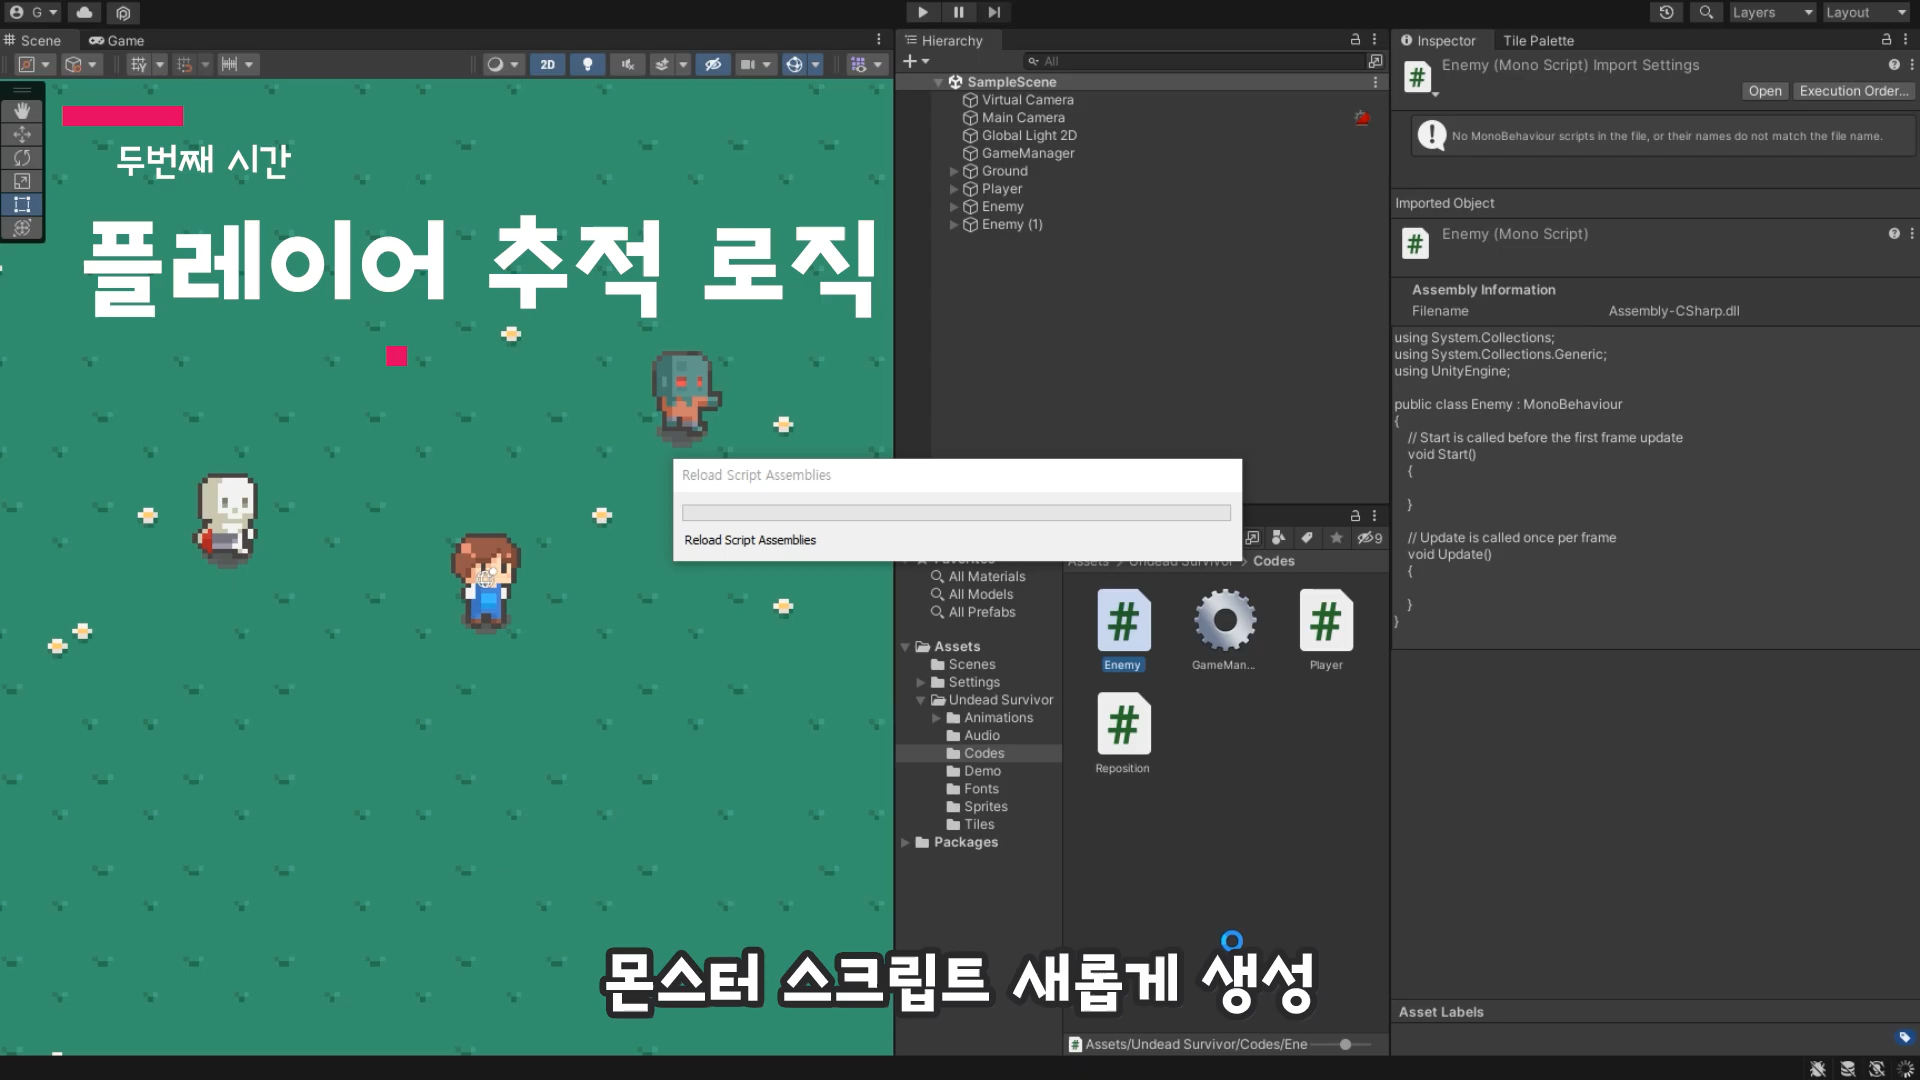 G
Layers
Layout
Scene
Game
2D
두번째 시간
플레이어 추적 로직
Hierarchy
All
SampleScene
Virtual Camera
Main Camera
Global Light 2D
GameManager
Ground
Player
Enemy
Enemy (1)
Reload Script Assemblies
Reload Script Assemblies
9
Assets > Undead Survivor > Codes
Favorites
All Materials
All Models
All Prefabs
Assets
Scenes
Settings
Undead Survivor
Animations
Audio
Codes
Demo
Fonts
Sprites
Tiles
Packages
Enemy
GameMan...
Player
Reposition
Assets/Undead Survivor/Codes/Ene
Inspector
Tile Palette
Enemy (Mono Script) Import Settings
Open
Execution Order...
No MonoBehaviour scripts in the file, or their names do not match the file name.
Imported Object
Enemy (Mono Script)
Assembly Information
Filename Assembly-CSharp.dll
using System.Collections;
using System.Collections.Generic;
using UnityEngine;
public class Enemy : MonoBehaviour
{
// Start is called before the first frame update
void Start()
{
}
// Update is called once per frame
void Update()
{
}
}
Asset Labels
몬스터 스크립트 새롭게 생성